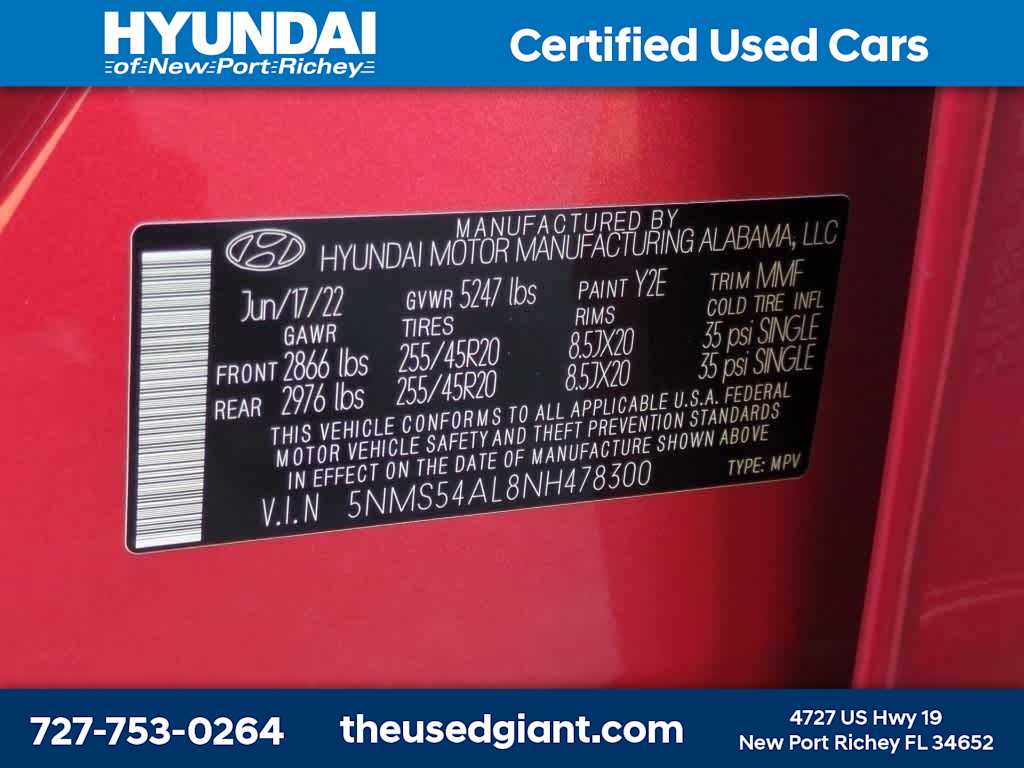 HYUNDAI
of New Port Richey
Certified Used Cars
MANUFACTURED BY
HYUNDAI MOTOR MANUFACTURING ALABAMA, LLC
Jun/17/22 GVWR 5247 lbs PAINT Y2E TRIM MMF
GAWR TIRES RIMS COLD TIRE INFL
FRONT 2866 lbs 255/45R20 8.5JX20 35 psi SINGLE
REAR 2976 lbs 255/45R20 8.5JX20 35 psi SINGLE
THIS VEHICLE CONFORMS TO ALL APPLICABLE U.S.A. FEDERAL
MOTOR VEHICLE SAFETY AND THEFT PREVENTION STANDARDS
IN EFFECT ON THE DATE OF MANUFACTURE SHOWN ABOVE
V.I.N 5NMS54AL8NH478300 TYPE: MPV
727-753-0264
theusedgiant.com
4727 US Hwy 19
New Port Richey FL 34652